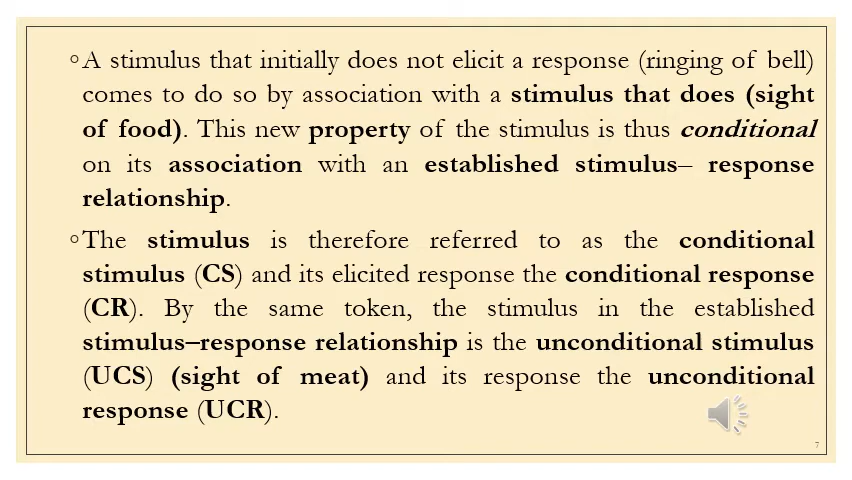 ◦A stimulus that initially does not elicit a response (ringing of bell)
comes to do so by association with a stimulus that does (sight
of food). This new property of the stimulus is thus conditional
on its association with an established stimulus– response
relationship.
◦The stimulus is therefore referred to as the conditional
stimulus (CS) and its elicited response the conditional response
(CR). By the same token, the stimulus in the established
stimulus–response relationship is the unconditional stimulus
(UCS) (sight of meat) and its response the unconditional
response (UCR).
7